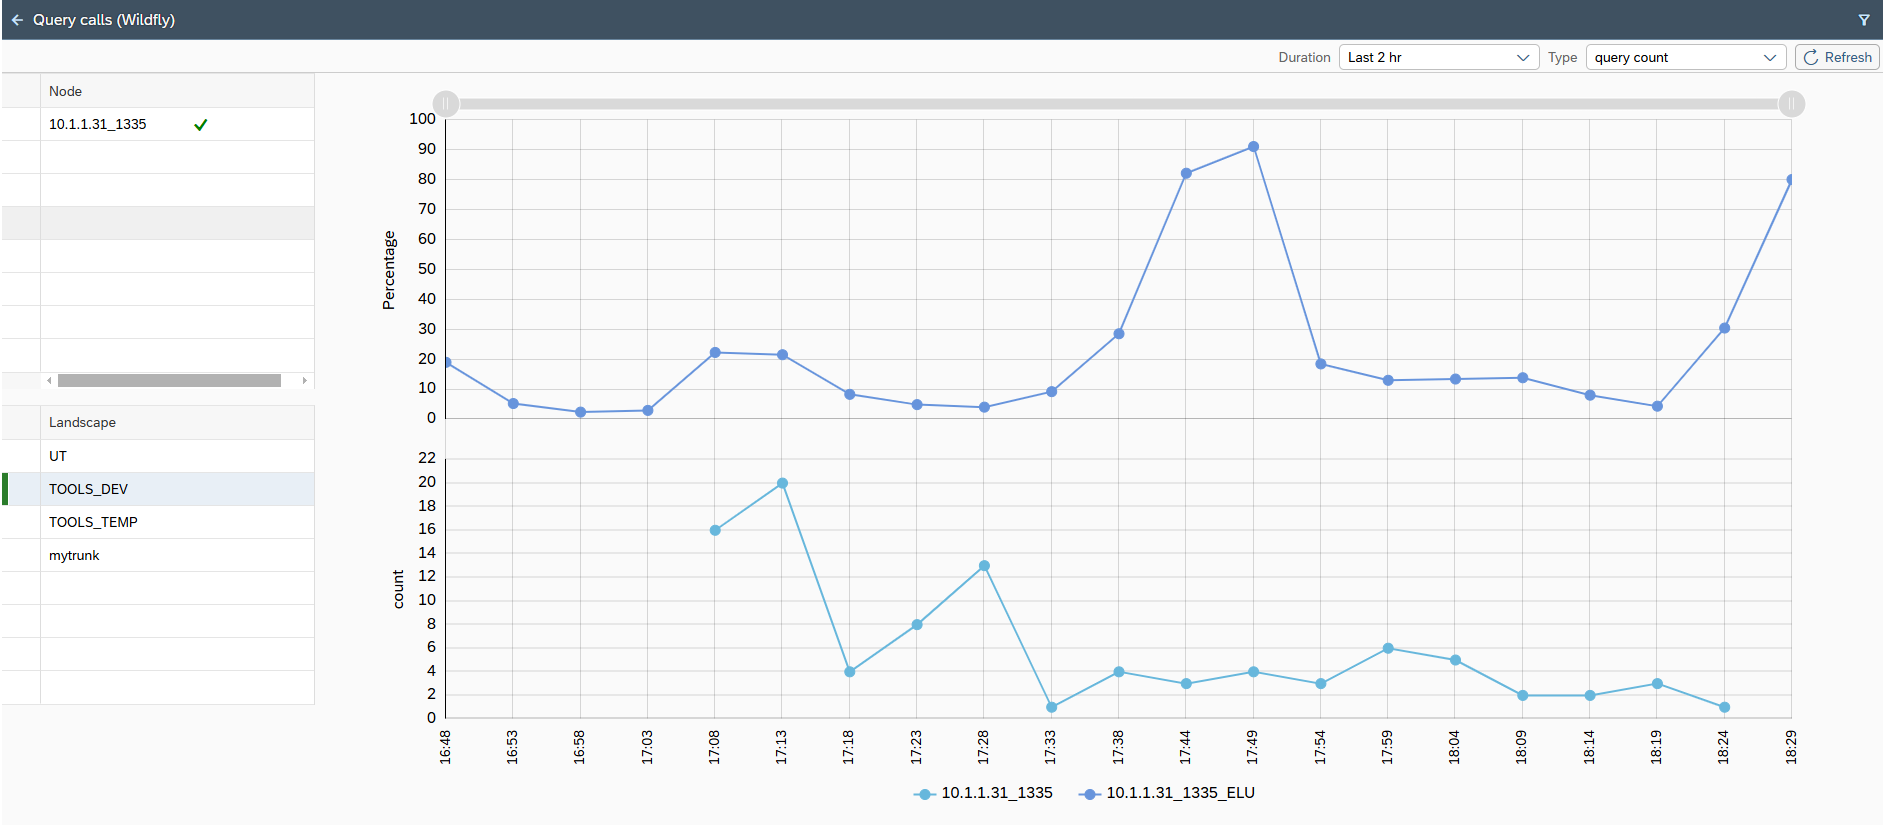 Query calls (Wildfly)
Duration Last 2 hr Type query count Refresh
Node
10.1.1.31_1335
Landscape
UT
TOOLS_DEV
TOOLS_TEMP
mytrunk
Percentage
100
90
80
70
60
50
40
30
20
10
0
count
22
20
18
16
14
12
10
8
6
4
2
0
16:48 16:53 16:58 17:03 17:08 17:13 17:18 17:23 17:28 17:33 17:38 17:44 17:49 17:54 17:59 18:04 18:09 18:14 18:19 18:24 18:29
10.1.1.31_1335 10.1.1.31_1335_ELU